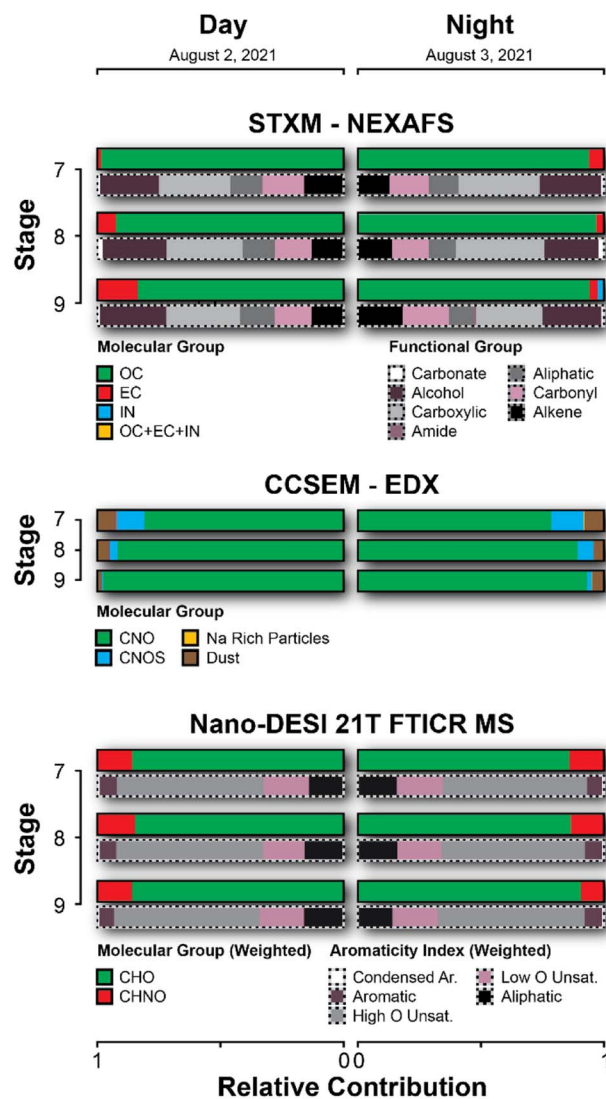 Day Night
August 2, 2021 August 3, 2021
STXM - NEXAFS
Stage
7
8
9
Molecular Group
OC
EC
IN
OC+EC+IN
Functional Group
Carbonate Aliphatic
Alcohol Carbonyl
Carboxylic Alkene
Amide
CCSEM - EDX
Stage
7
8
9
Molecular Group
CNO Na Rich Particles
CNOS Dust
Nano-DESI 21T FTICR MS
Stage
7
8
9
Molecular Group (Weighted)
CHO
CHNO
Aromaticity Index (Weighted)
Condensed Ar. Low O Unsat.
Aromatic Aliphatic
High O Unsat.
1 0 0 1
Relative Contribution